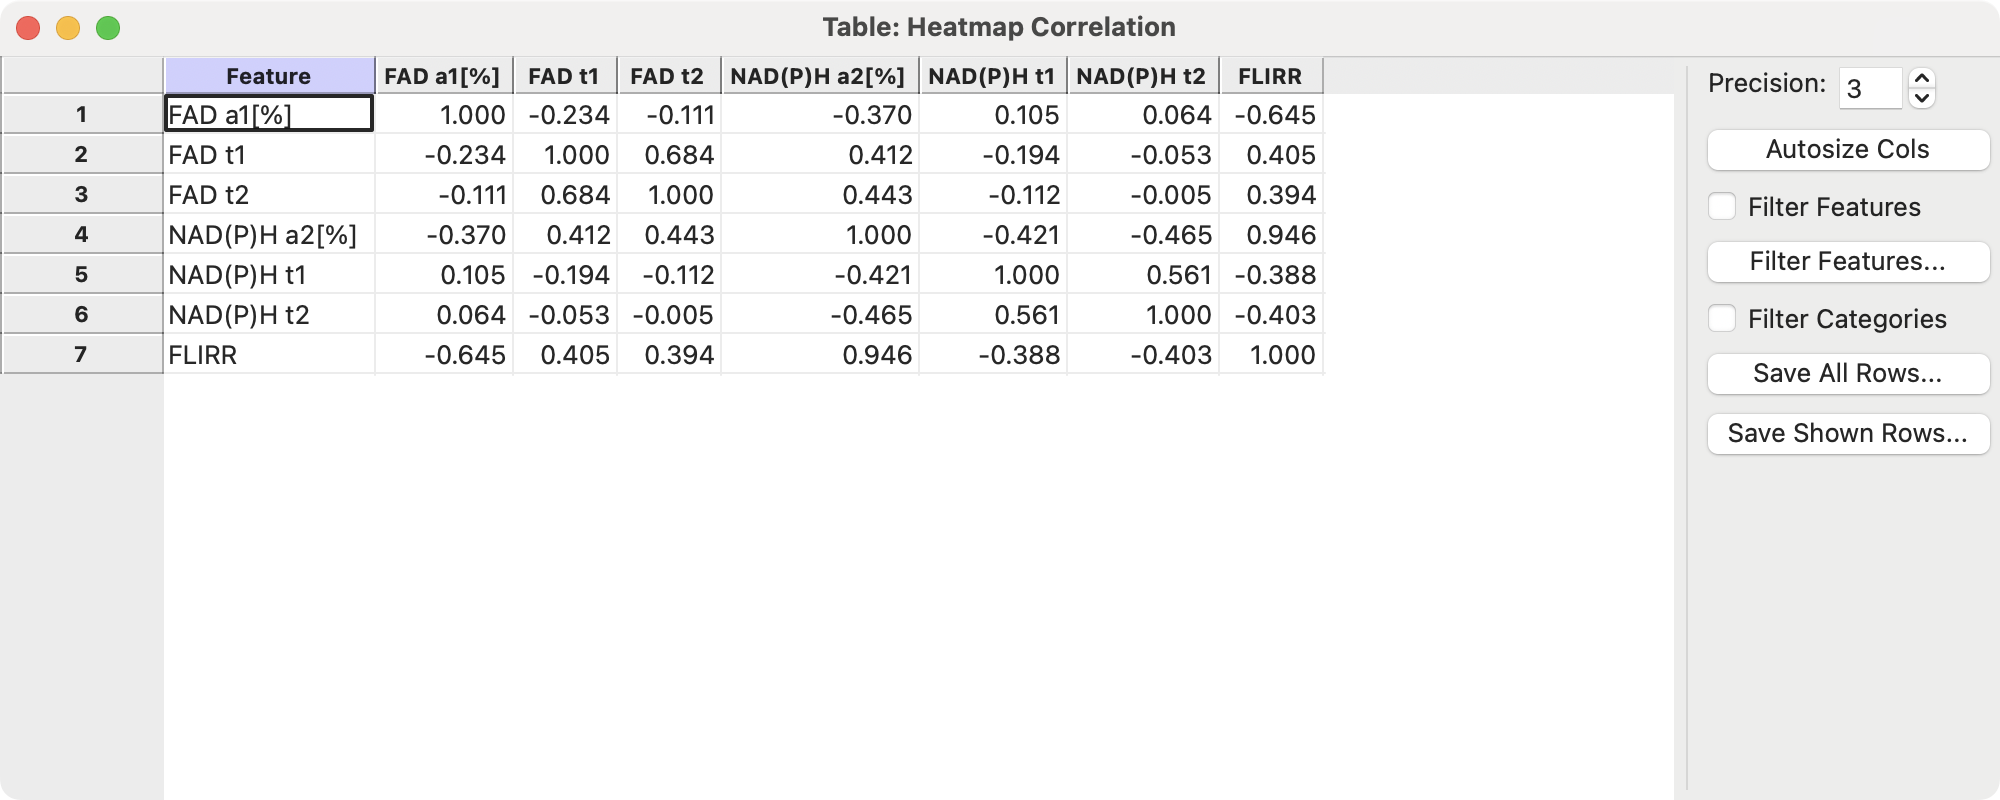 Table: Heatmap Correlation
Feature FAD a1[%] FAD t1 FAD t2 NAD(P)H a2[%] NAD(P)H t1 NAD(P)H t2 FLIRR
1 FAD a1[%] 1.000 -0.234 -0.111 -0.370 0.105 0.064 -0.645
2 FAD t1 -0.234 1.000 0.684 0.412 -0.194 -0.053 0.405
3 FAD t2 -0.111 0.684 1.000 0.443 -0.112 -0.005 0.394
4 NAD(P)H a2[%] -0.370 0.412 0.443 1.000 -0.421 -0.465 0.946
5 NAD(P)H t1 0.105 -0.194 -0.112 -0.421 1.000 0.561 -0.388
6 NAD(P)H t2 0.064 -0.053 -0.005 -0.465 0.561 1.000 -0.403
7 FLIRR -0.645 0.405 0.394 0.946 -0.388 -0.403 1.000
Precision: 3
Autosize Cols
Filter Features
Filter Features...
Filter Categories
Save All Rows...
Save Shown Rows...